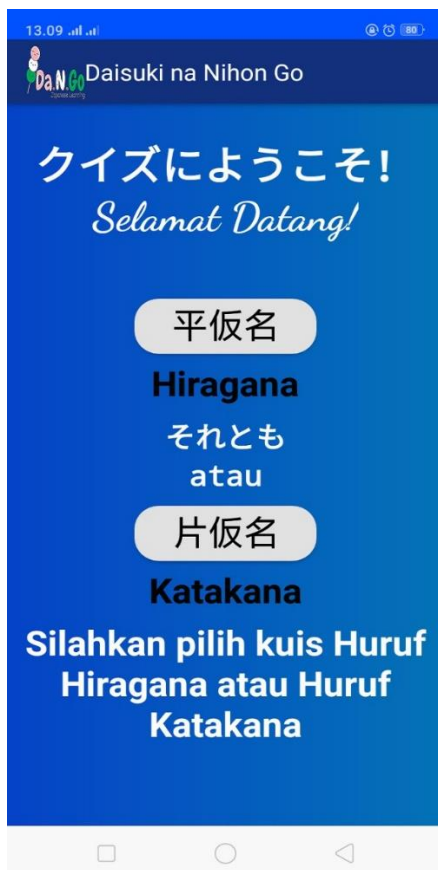 13.09
80
Da.N.Go
Daisuki na Nihon Go
クイズにようこそ!
Selamat Datang!
平仮名
Hiragana
それとも
atau
片仮名
Katakana
Silahkan pilih kuis Huruf
Hiragana atau Huruf
Katakana